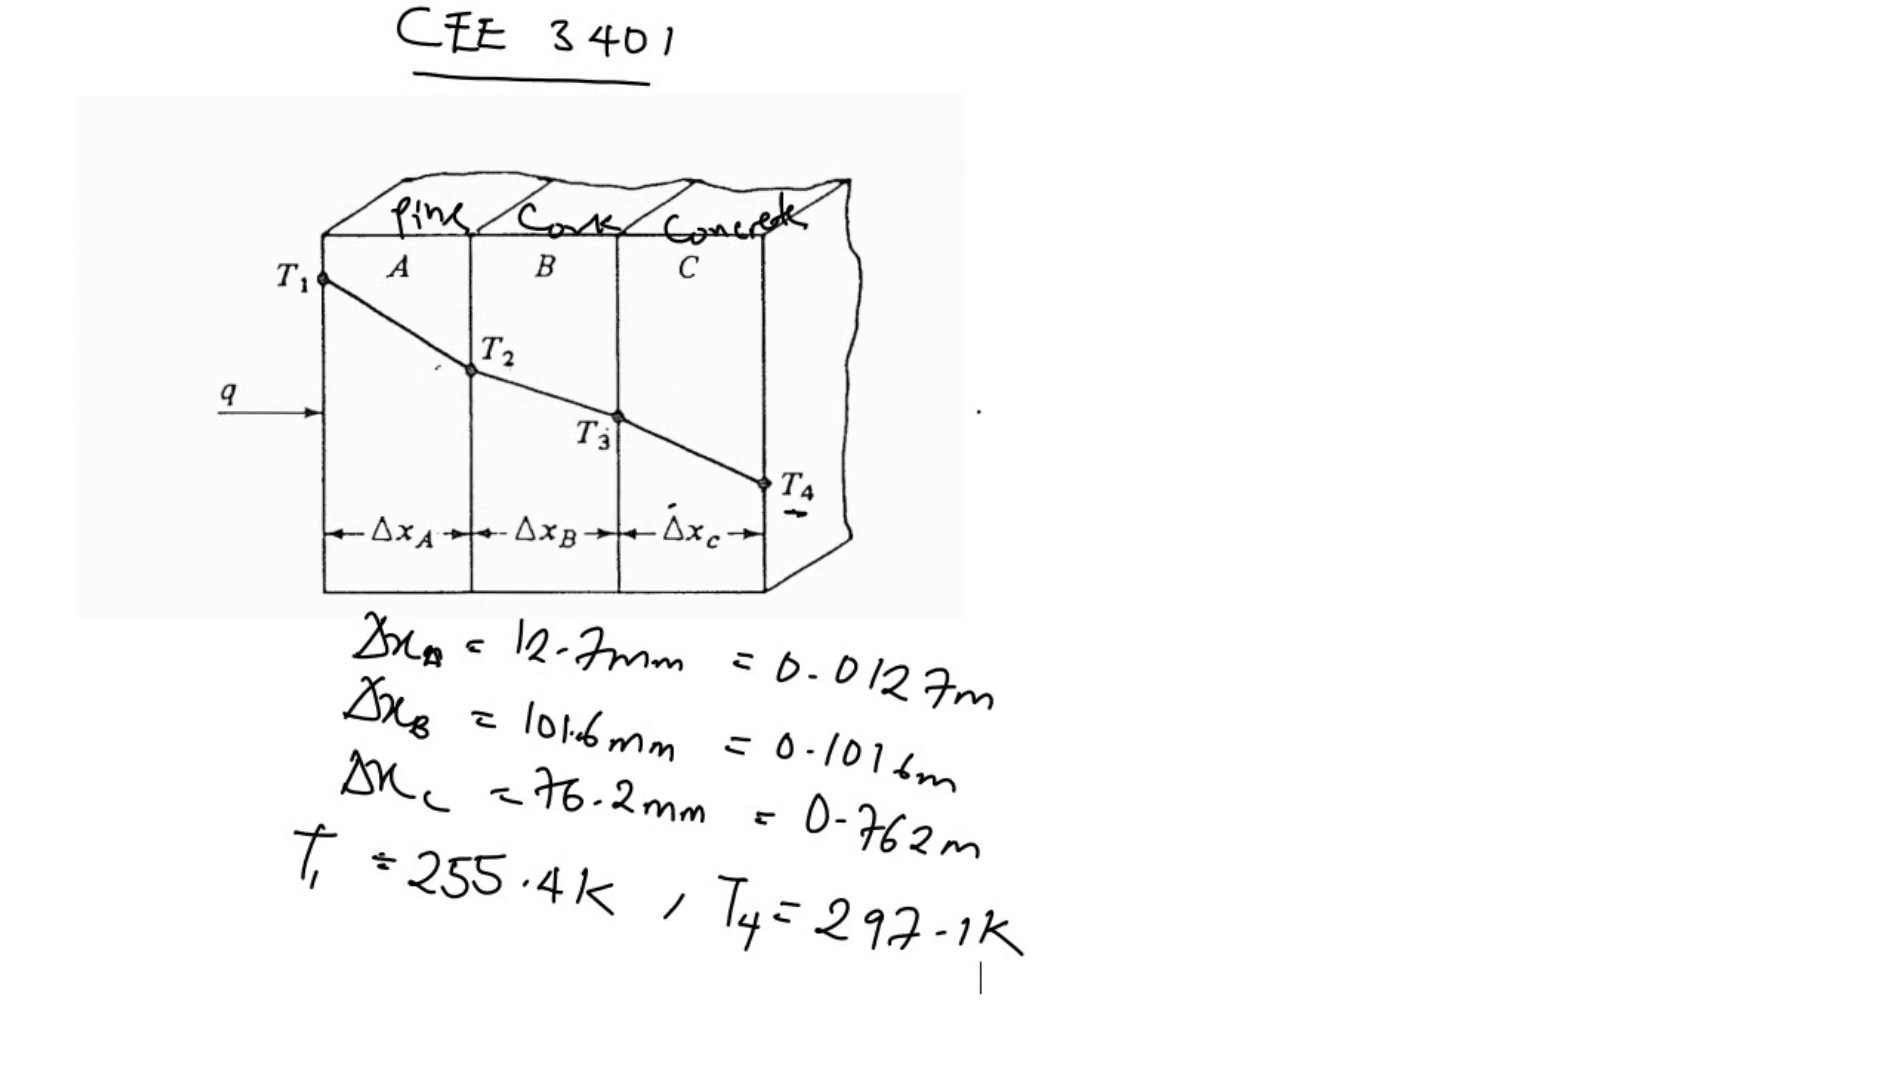 CEE 3401
Pine Cork Concrete
A B C
T1
T2
q
T3
T4
ΔxA ΔxB Δxc
ΔxA = 12.7mm = 0.0127m
ΔxB = 101.6mm = 0.1016m
Δxc = 76.2mm = 0.762m
T1 = 255.4K , T4 = 297.1K